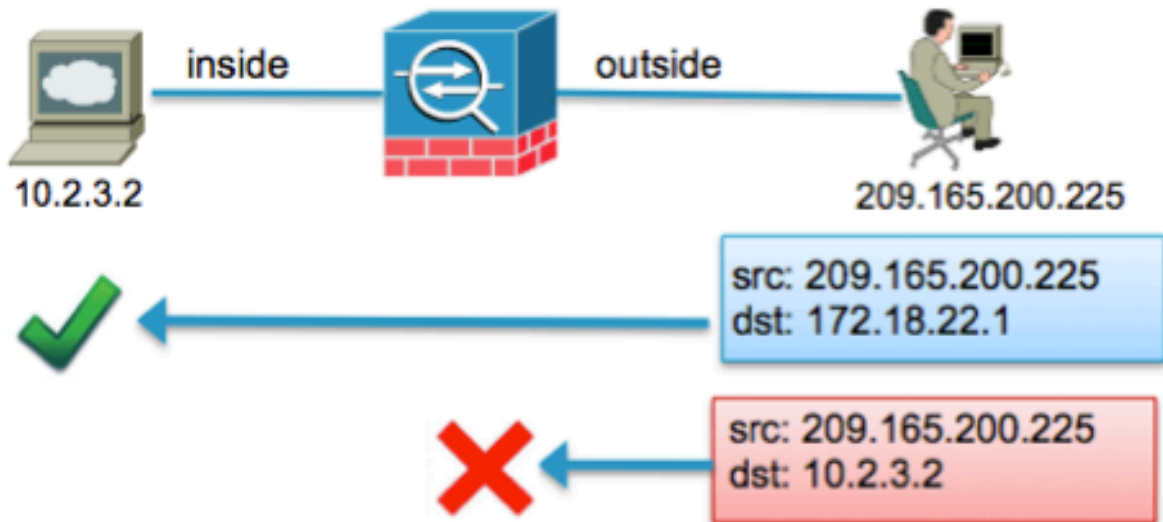 inside
outside
10.2.3.2
209.165.200.225
src: 209.165.200.225
dst: 172.18.22.1
src: 209.165.200.225
dst: 10.2.3.2